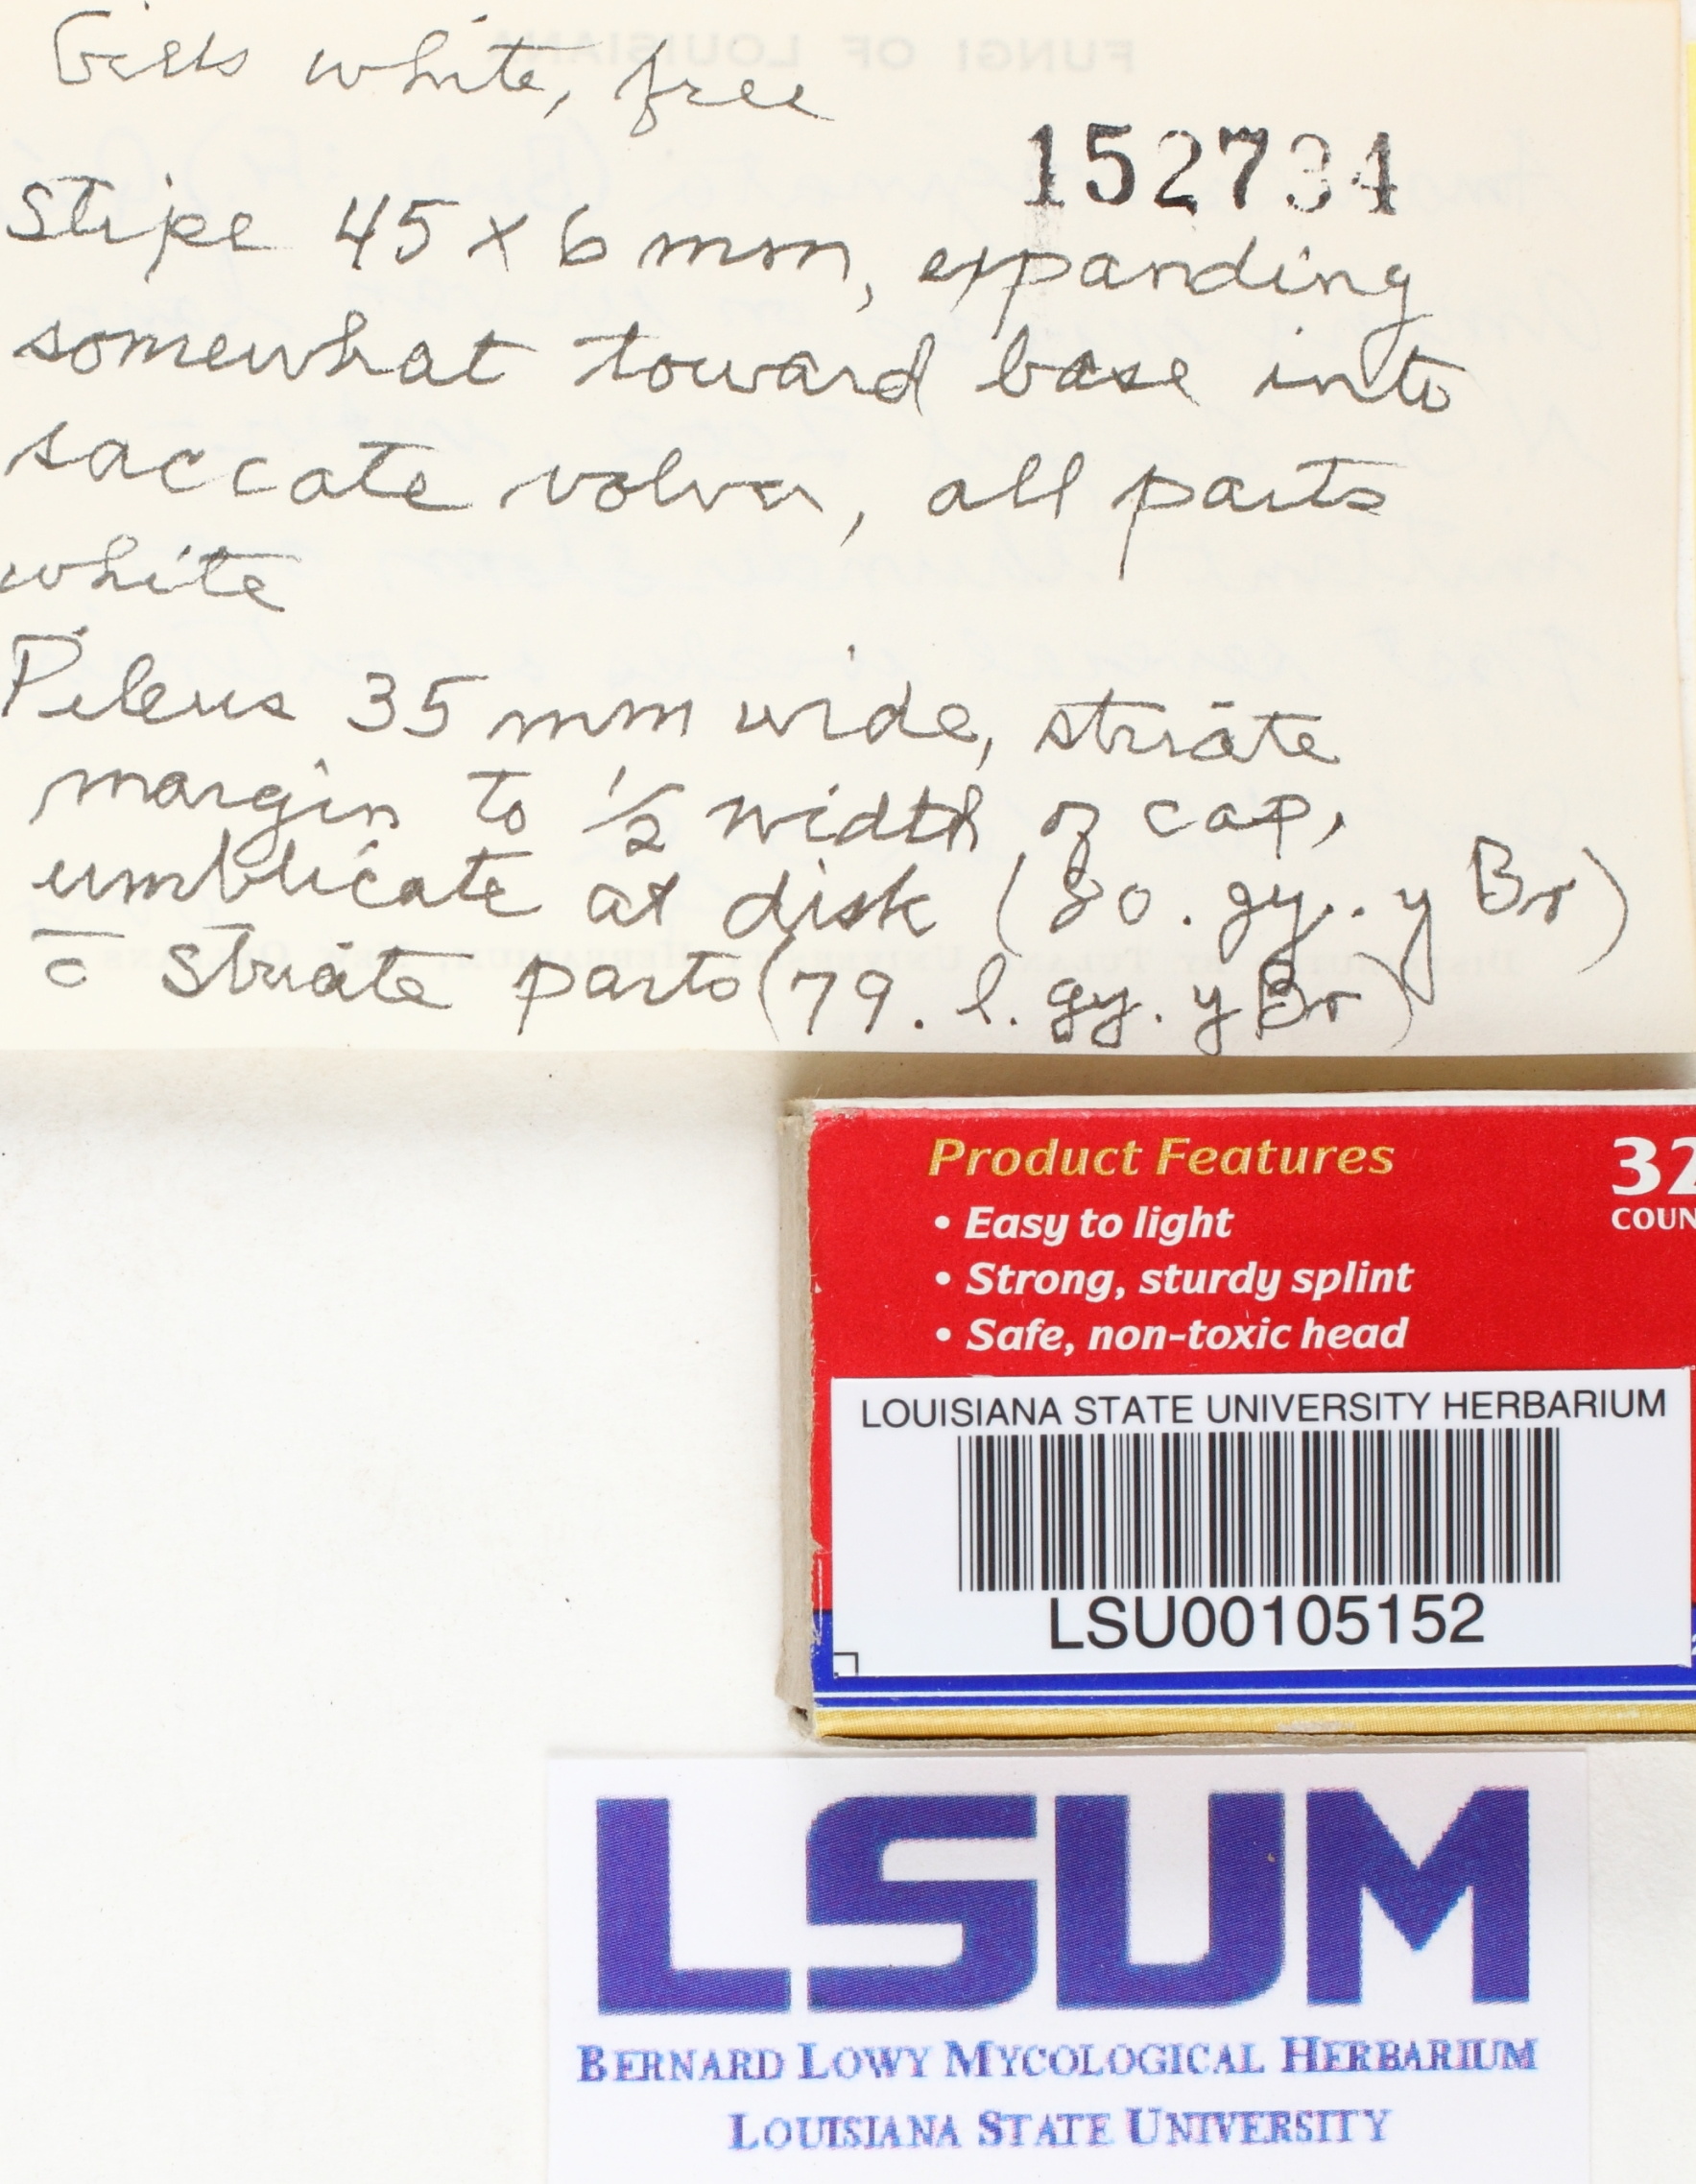 Gills white, free
152734
Stipe 45 x 6 mm, expanding
somewhat toward base into
saccate volva, all parts
white
Pileus 35 mm wide, striate
margin to 1/2 width of cap,
umblicate at disk (80. gy. y Br)
c̄ striate parts (79. l. gy. y Br)
Product Features
32
COUN
• Easy to light
• Strong, sturdy splint
• Safe, non-toxic head
LOUISIANA STATE UNIVERSITY HERBARIUM
LSU00105152
LSUM
BERNARD LOWY MYCOLOGICAL HERBARIUM
LOUISIANA STATE UNIVERSITY